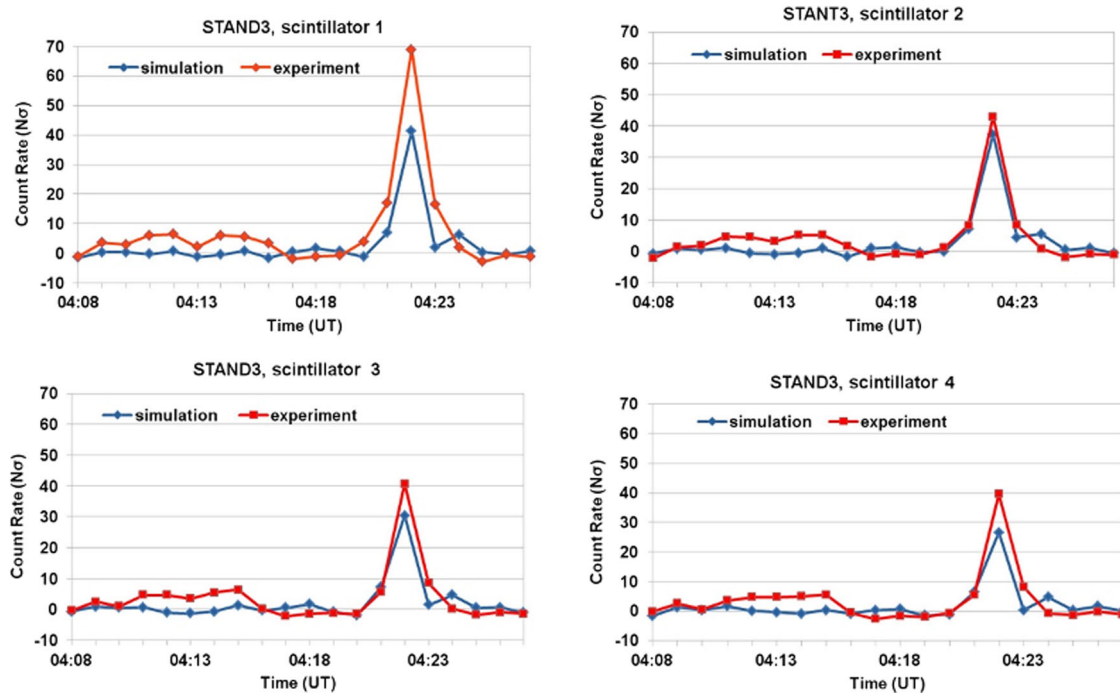 STAND3, scintillator 1
simulation experiment
Count Rate (Nσ)
70
60
50
40
30
20
10
0
-10
04:08 04:13 04:18 04:23
Time (UT)
STANT3, scintillator 2
simulation experiment
Count Rate (Nσ)
70
60
50
40
30
20
10
0
-10
04:08 04:13 04:18 04:23
Time (UT)
STAND3, scintillator 3
simulation experiment
Count Rate (Nσ)
70
60
50
40
30
20
10
0
-10
04:08 04:13 04:18 04:23
Time (UT)
STAND3, scintillator 4
simulation experiment
Count Rate (Nσ)
70
60
50
40
30
20
10
0
-10
04:08 04:13 04:18 04:23
Time (UT)